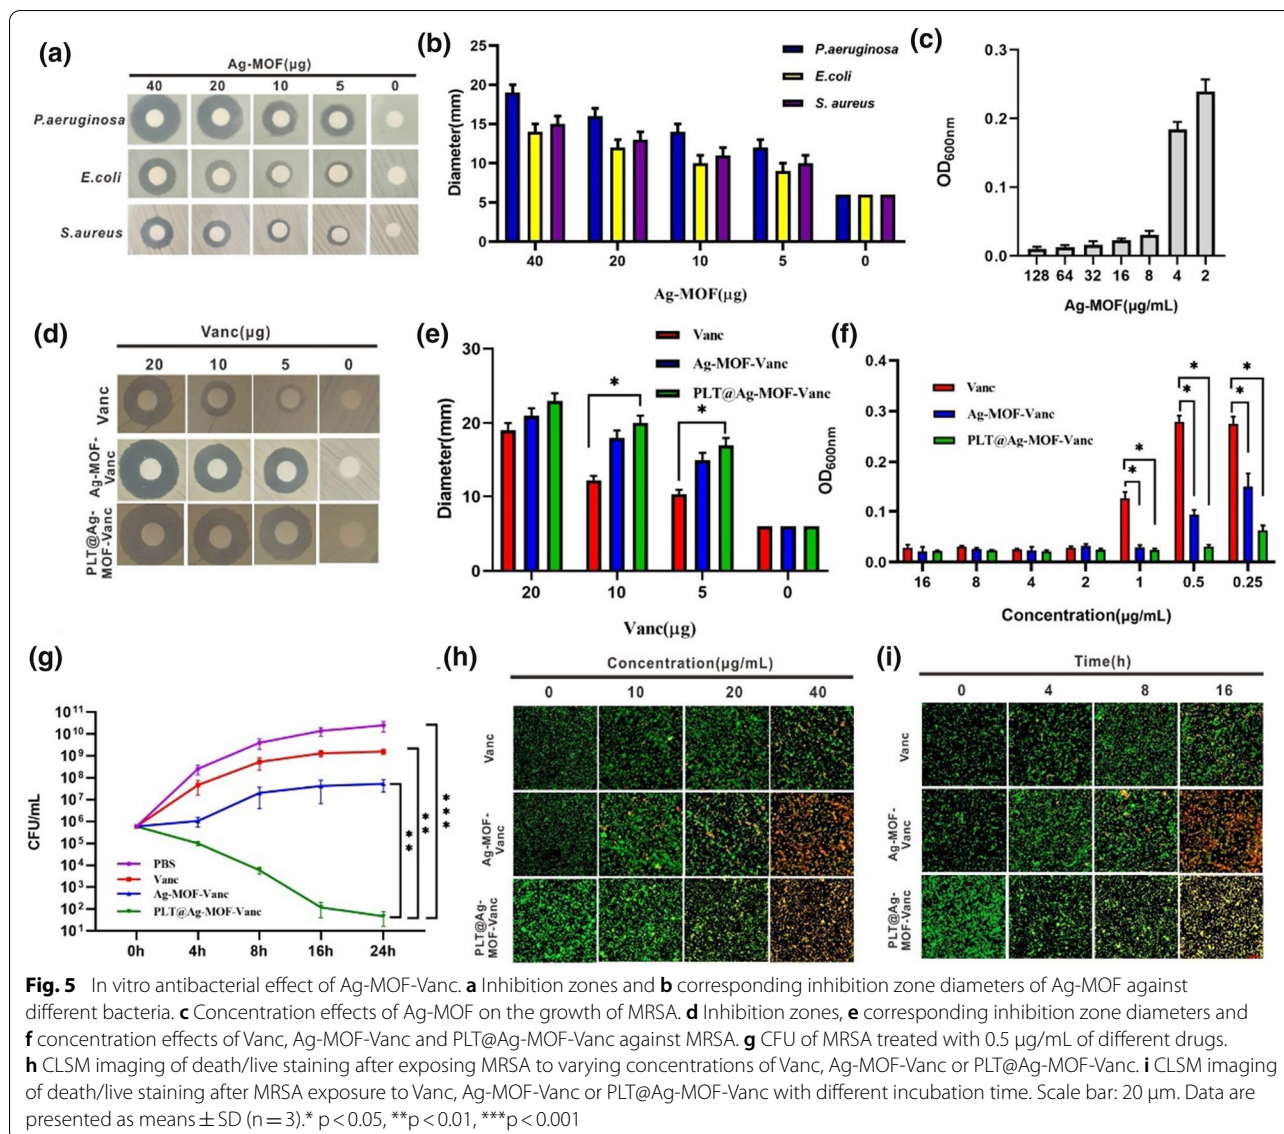 (a)
Ag-MOF(µg)
40 20 10 5 0
P.aeruginosa
E.coli
S.aureus
(b)
25
20
15
10
5
0
Diameter(mm)
P.aeruginosa
E.coli
S. aureus
40 20 10 5 0
Ag-MOF(µg)
(c)
0.3
0.2
0.1
0.0
OD600nm
128 64 32 16 8 4 2
Ag-MOF(µg/mL)
(d)
Vanc(µg)
20 10 5 0
Vanc
Ag-MOF-
Vanc
PLT@Ag-
MOF-Vanc
(e)
30
20
10
0
Diameter(mm)
Vanc
Ag-MOF-Vanc
PLT@Ag-MOF-Vanc
* *
20 10 5 0
Vanc(µg)
(f)
0.4
0.3
0.2
0.1
0.0
OD600nm
Vanc
Ag-MOF-Vanc
PLT@Ag-MOF-Vanc
* * *
* * *
16 8 4 2 1 0.5 0.25
Concentration(µg/mL)
(g)
10^11
10^10
10^9
10^8
10^7
10^6
10^5
10^4
10^3
10^2
10^1
CFU/mL
PBS
Vanc
Ag-MOF-Vanc
PLT@Ag-MOF-Vanc
** ** ***
0h 4h 8h 16h 24h
(h)
Concentration(µg/mL)
0 10 20 40
Vanc
Ag-MOF-
Vanc
PLT@Ag-
MOF-Vanc
(i)
Time(h)
0 4 8 16
Vanc
Ag-MOF-
Vanc
PLT@Ag-
MOF-Vanc
Fig. 5 In vitro antibacterial effect of Ag-MOF-Vanc. a Inhibition zones and b corresponding inhibition zone diameters of Ag-MOF against
different bacteria. c Concentration effects of Ag-MOF on the growth of MRSA. d Inhibition zones, e corresponding inhibition zone diameters and
f concentration effects of Vanc, Ag-MOF-Vanc and PLT@Ag-MOF-Vanc against MRSA. g CFU of MRSA treated with 0.5 µg/mL of different drugs.
h CLSM imaging of death/live staining after exposing MRSA to varying concentrations of Vanc, Ag-MOF-Vanc or PLT@Ag-MOF-Vanc. i CLSM imaging
of death/live staining after MRSA exposure to Vanc, Ag-MOF-Vanc or PLT@Ag-MOF-Vanc with different incubation time. Scale bar: 20 µm. Data are
presented as means ± SD (n = 3).* p < 0.05, **p < 0.01, ***p < 0.001